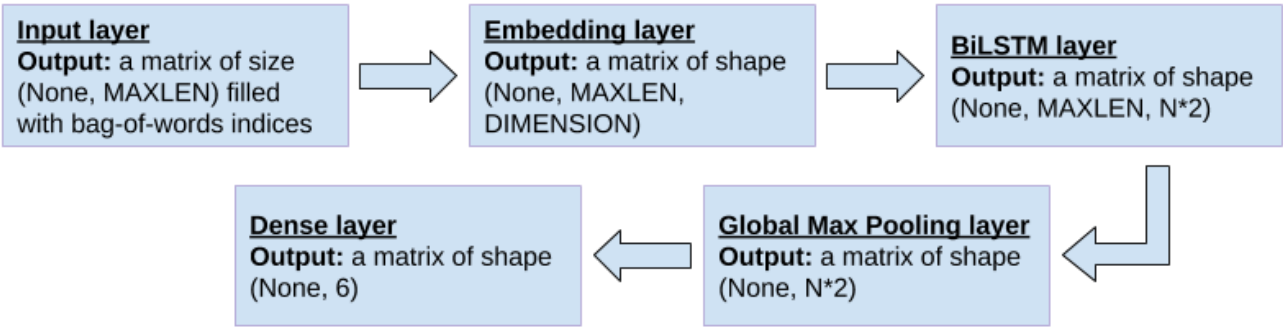 Input layer
Output: a matrix of size
(None, MAXLEN) filled
with bag-of-words indices
Embedding layer
Output: a matrix of shape
(None, MAXLEN,
DIMENSION)
BiLSTM layer
Output: a matrix of shape
(None, MAXLEN, N*2)
Global Max Pooling layer
Output: a matrix of shape
(None, N*2)
Dense layer
Output: a matrix of shape
(None, 6)